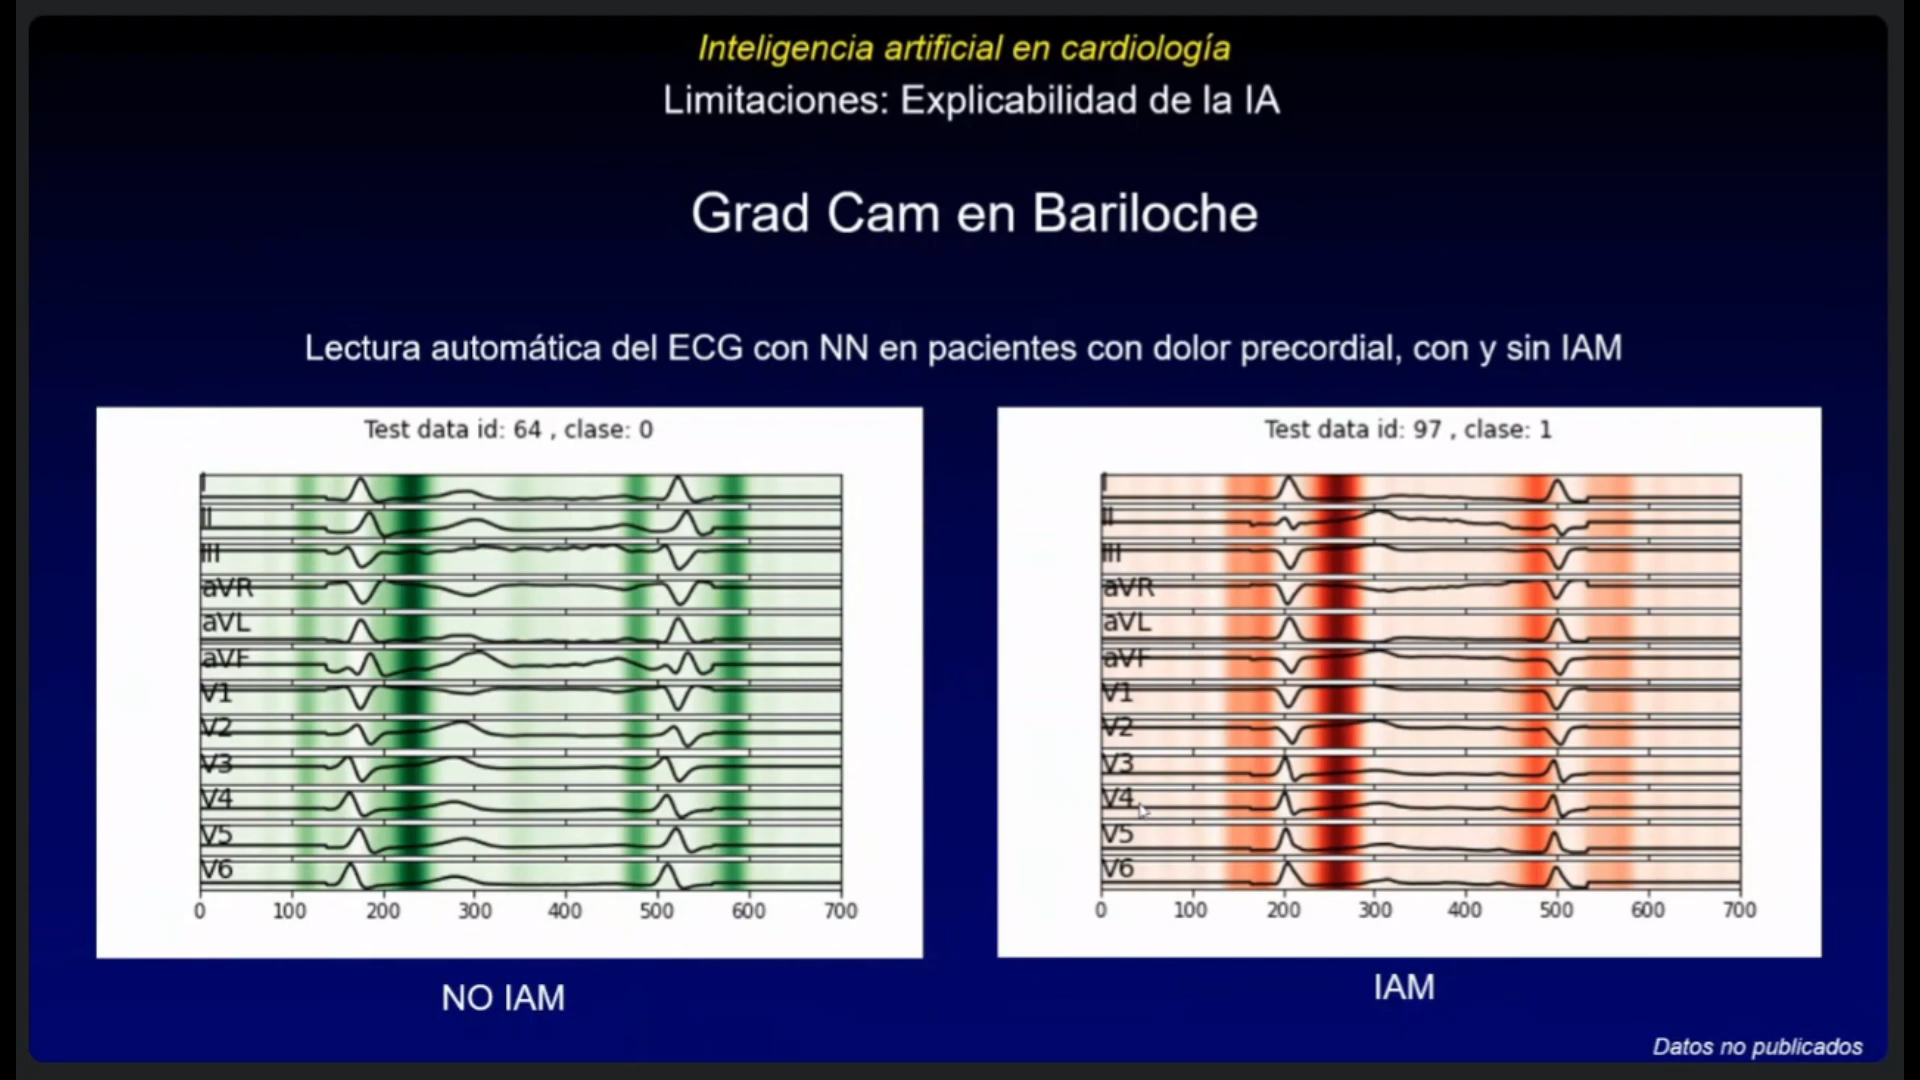 Inteligencia artificial en cardiología
Limitaciones: Explicabilidad de la IA
Grad Cam en Bariloche
Lectura automática del ECG con NN en pacientes con dolor precordial, con y sin IAM
Test data id: 64 , clase: 0
I
II
III
aVR
aVL
aVF
V1
V2
V3
V4
V5
V6
0 100 200 300 400 500 600 700
NO IAM
Test data id: 97 , clase: 1
I
II
III
aVR
aVL
aVF
V1
V2
V3
V4
V5
V6
0 100 200 300 400 500 600 700
IAM
Datos no publicados